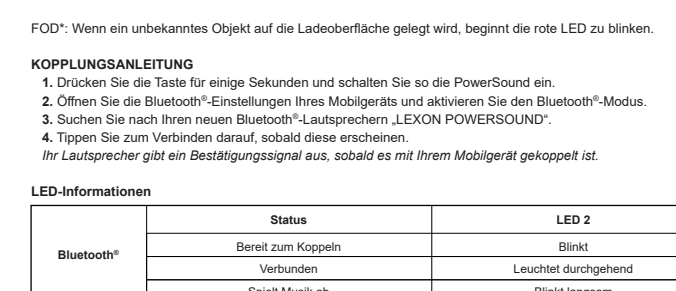 FOD*: Wenn ein unbekanntes Objekt auf die Ladeoberfläche gelegt wird, beginnt die rote LED zu blinken.
KOPPLUNGSANLEITUNG
1. Drücken Sie die Taste für einige Sekunden und schalten Sie so die PowerSound ein.
2. Öffnen Sie die Bluetooth®-Einstellungen Ihres Mobilgeräts und aktivieren Sie den Bluetooth®-Modus.
3. Suchen Sie nach Ihren neuen Bluetooth®-Lautsprechern „LEXON POWERSOUND“.
4. Tippen Sie zum Verbinden darauf, sobald diese erscheinen.
Ihr Lautsprecher gibt ein Bestätigungssignal aus, sobald es mit Ihrem Mobilgerät gekoppelt ist.
LED-Informationen
Status LED 2
Bluetooth®
Bereit zum Koppeln Blinkt
Verbunden Leuchtet durchgehend
Spielt Musik ab Blinkt langsam